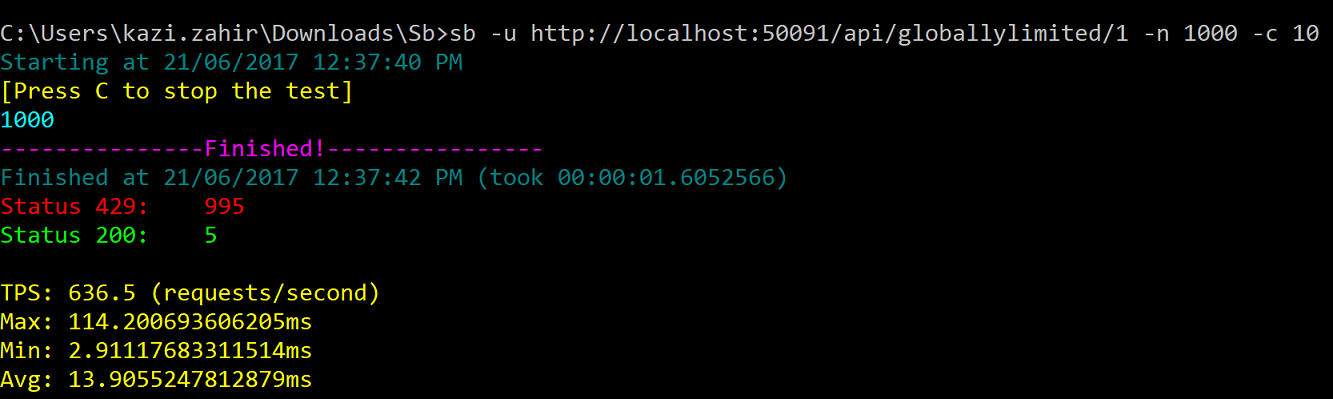 C:\Users\kazi.zahir\Downloads\Sb>sb -u http://localhost:50091/api/globallylimited/1 -n 1000 -c 10
Starting at 21/06/2017 12:37:40 PM
[Press C to stop the test]
1000
---------------Finished!----------------
Finished at 21/06/2017 12:37:42 PM (took 00:00:01.6052566)
Status 429:    995
Status 200:    5
TPS: 636.5 (requests/second)
Max: 114.200693606205ms
Min: 2.91117683311514ms
Avg: 13.9055247812879ms